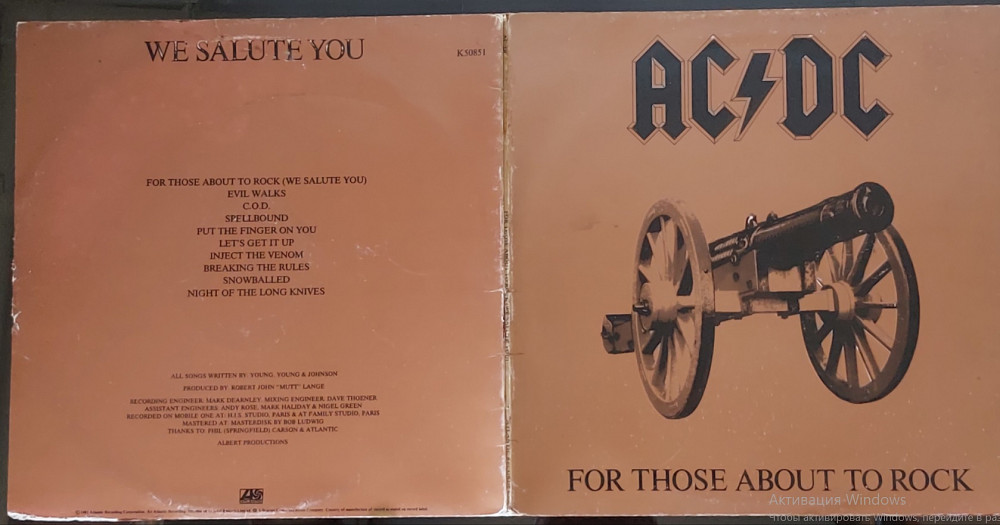 WE SALUTE YOU
K50851
FOR THOSE ABOUT TO ROCK (WE SALUTE YOU)
EVIL WALKS
C.O.D.
SPELLBOUND
PUT THE FINGER ON YOU
LET'S GET IT UP
INJECT THE VENOM
BREAKING THE RULES
SNOWBALLED
NIGHT OF THE LONG KNIVES
ALL SONGS WRITTEN BY: YOUNG, YOUNG & JOHNSON
PRODUCED BY: ROBERT JOHN "MUTT" LANGE
RECORDING ENGINEER: MARK DEARNLEY. MIXING ENGINEER: DAVE THOENER
ASSISTANT ENGINEERS: ANDY ROSE, MARK HALIDAY & NIGEL GREEN
RECORDED ON MOBILE ONE AT: H.I.S. STUDIO, PARIS & AT FAMILY STUDIO, PARIS
MASTERED AT: MASTERDISK BY BOB LUDWIG
THANKS TO: PHIL (SPRINGFIELD) CARSON & ATLANTIC
ALBERT PRODUCTIONS
AC DC
FOR THOSE ABOUT TO ROCK
Активация Windows
Чтобы активировать Windows, перейдите в